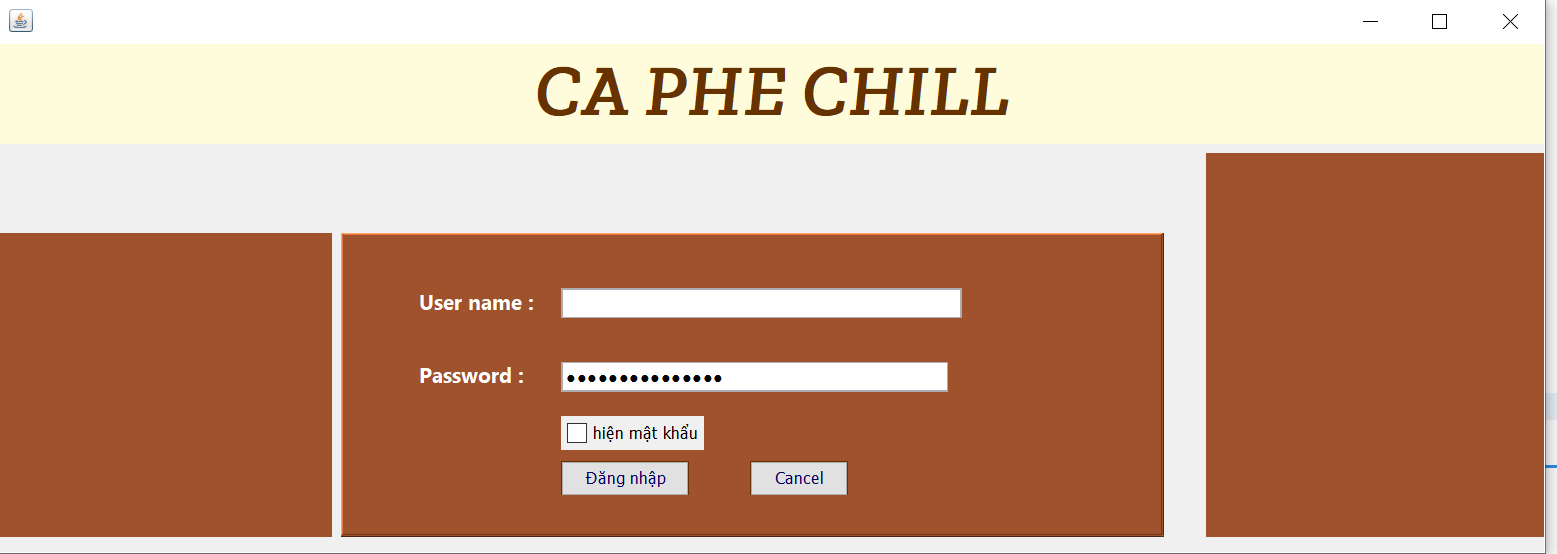 CA PHE CHILL
User name :
Password :
hiện mật khẩu
Đăng nhập
Cancel